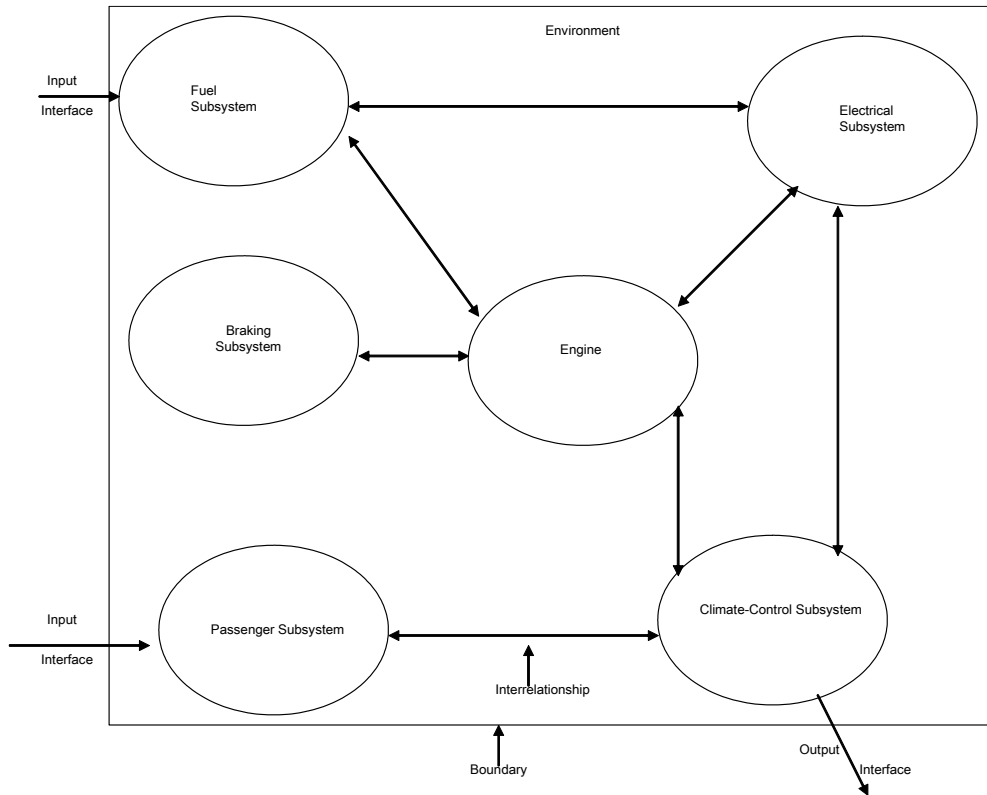 Environment
Input
Interface
Fuel
Subsystem
Electrical
Subsystem
Braking
Subsystem
Engine
Input
Interface
Passenger Subsystem
Climate-Control Subsystem
Interrelationship
Boundary
Output
Interface